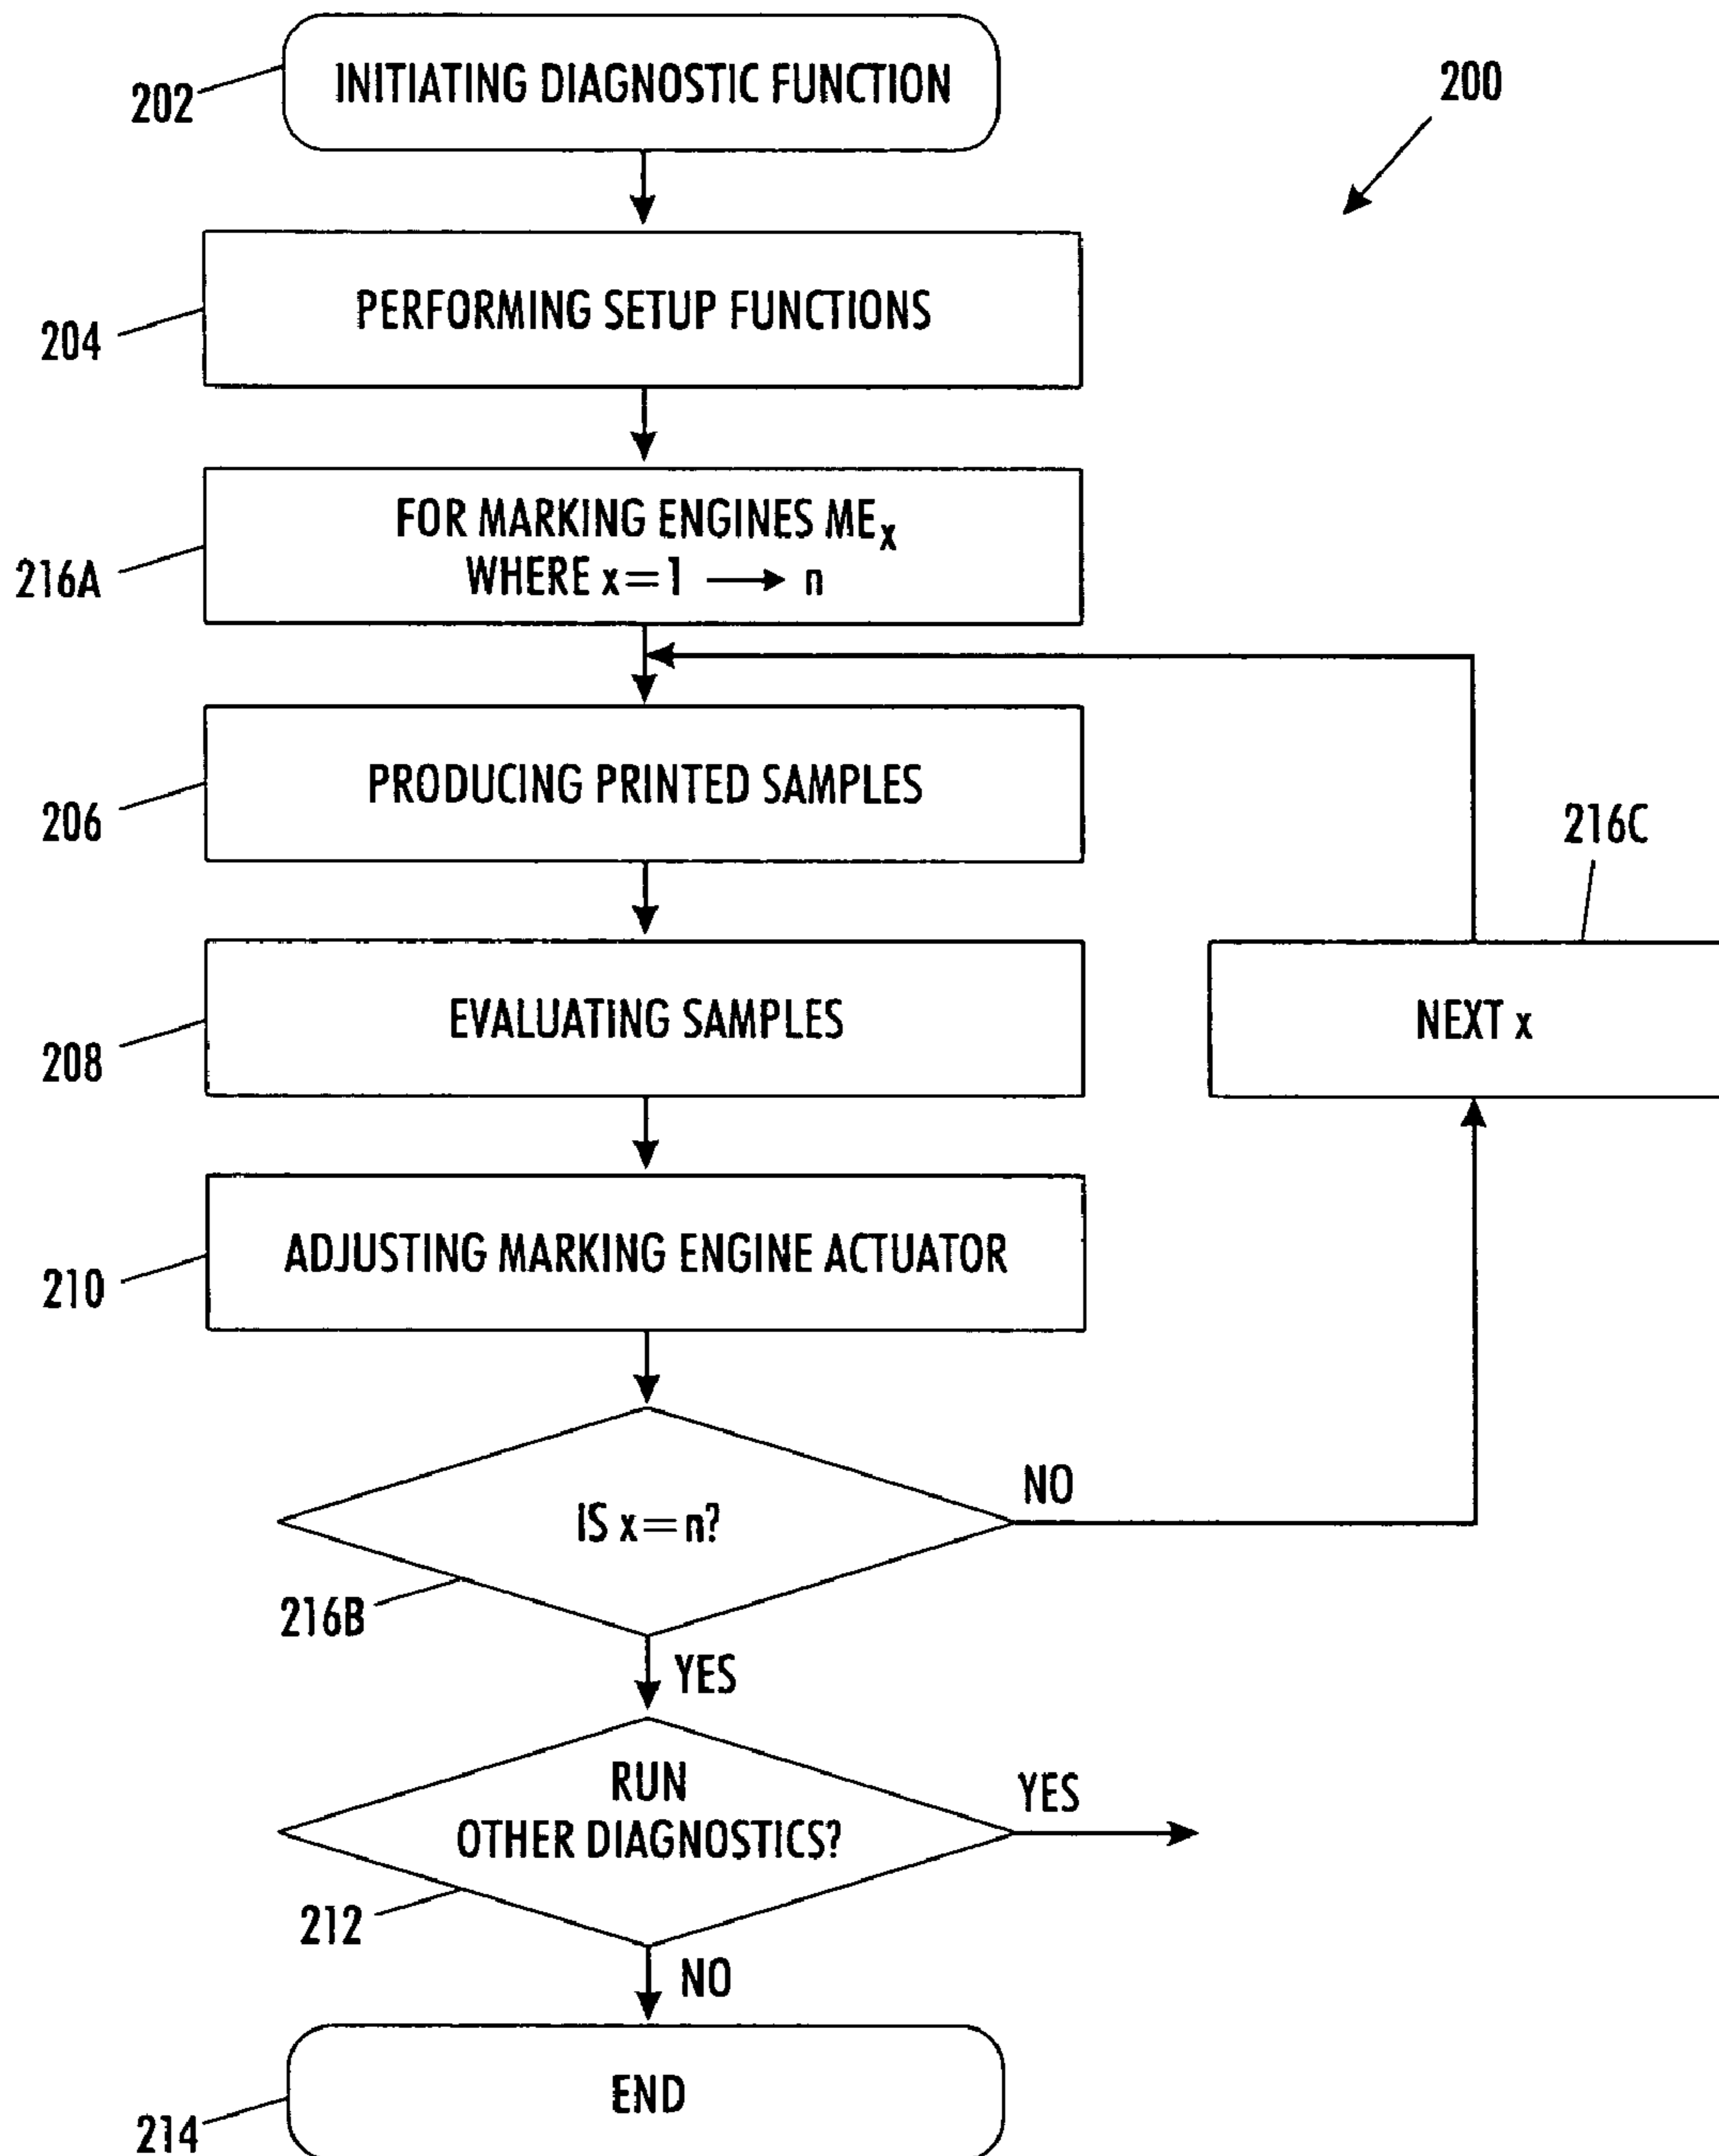 INITIATING DIAGNOSTIC FUNCTION
202
200
PERFORMING SETUP FUNCTIONS
204
FOR MARKING ENGINES MEx
WHERE x=1 → n
216A
PRODUCING PRINTED SAMPLES
206
216C
EVALUATING SAMPLES
NEXT x
208
ADJUSTING MARKING ENGINE ACTUATOR
210
NO
IS x=n?
216B
YES
RUN
YES
OTHER DIAGNOSTICS?
212
NO
END
214